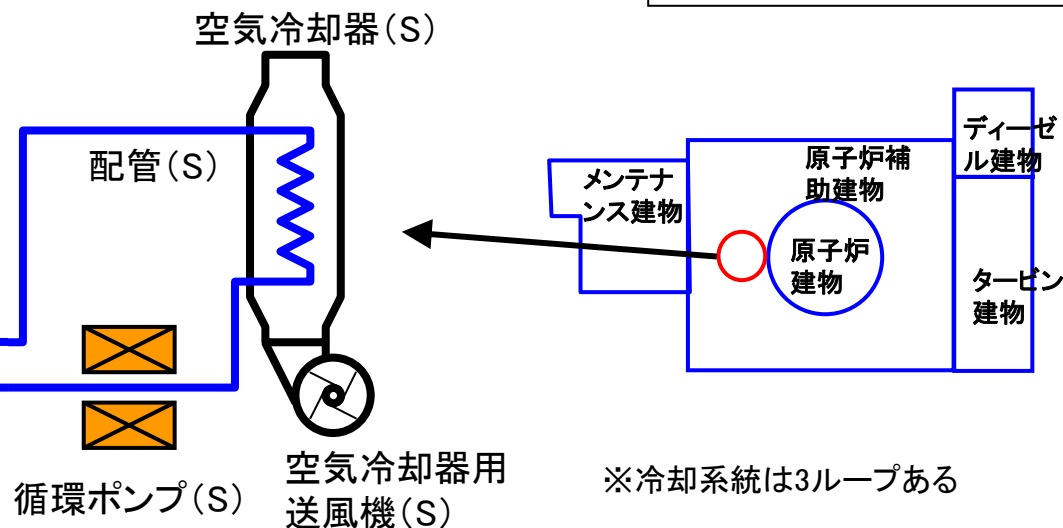 空気冷却器(S)
配管(S)
循環ポンプ(S)
空気冷却器用
送風機(S)
メンテナ
ンス建物
原子炉補
助建物
原子炉
建物
ディーゼ
ル建物
タービン
建物
※冷却系統は3ループある